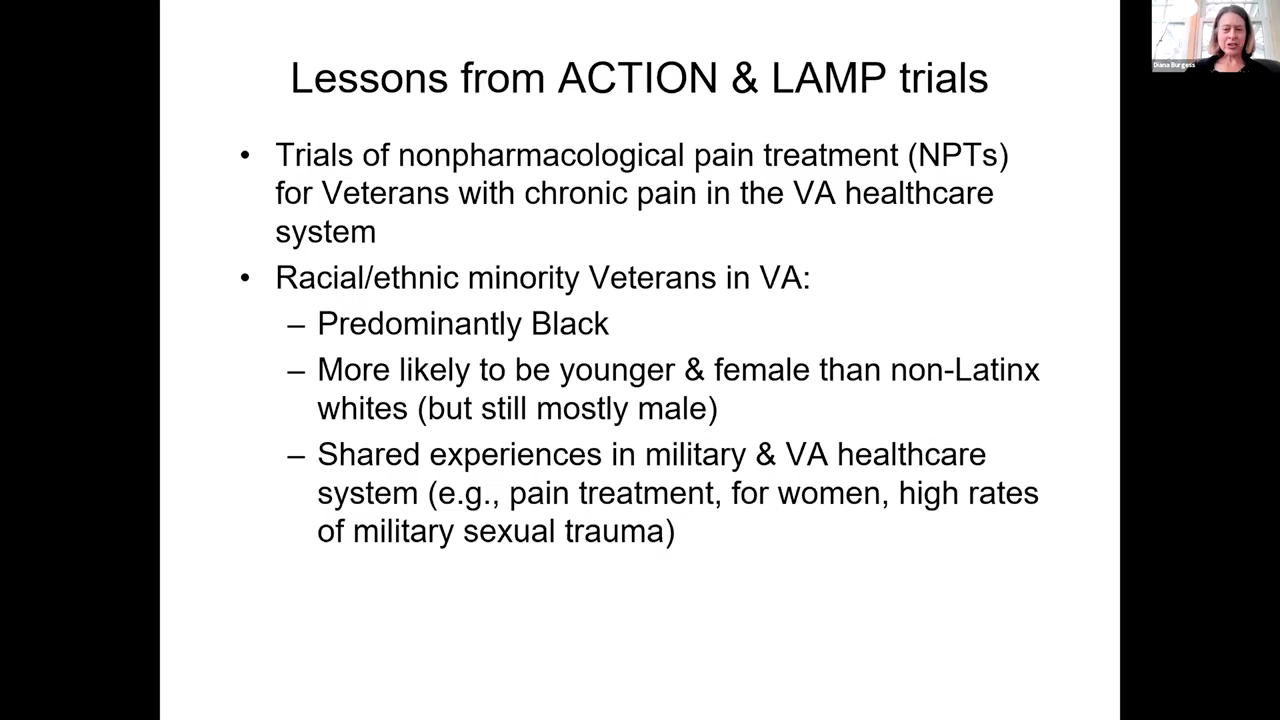 Lessons from ACTION & LAMP trials
• Trials of nonpharmacological pain treatment (NPTs)
for Veterans with chronic pain in the VA healthcare
system
• Racial/ethnic minority Veterans in VA:
– Predominantly Black
– More likely to be younger & female than non-Latinx
whites (but still mostly male)
– Shared experiences in military & VA healthcare
system (e.g., pain treatment, for women, high rates
of military sexual trauma)
Diana Burgess